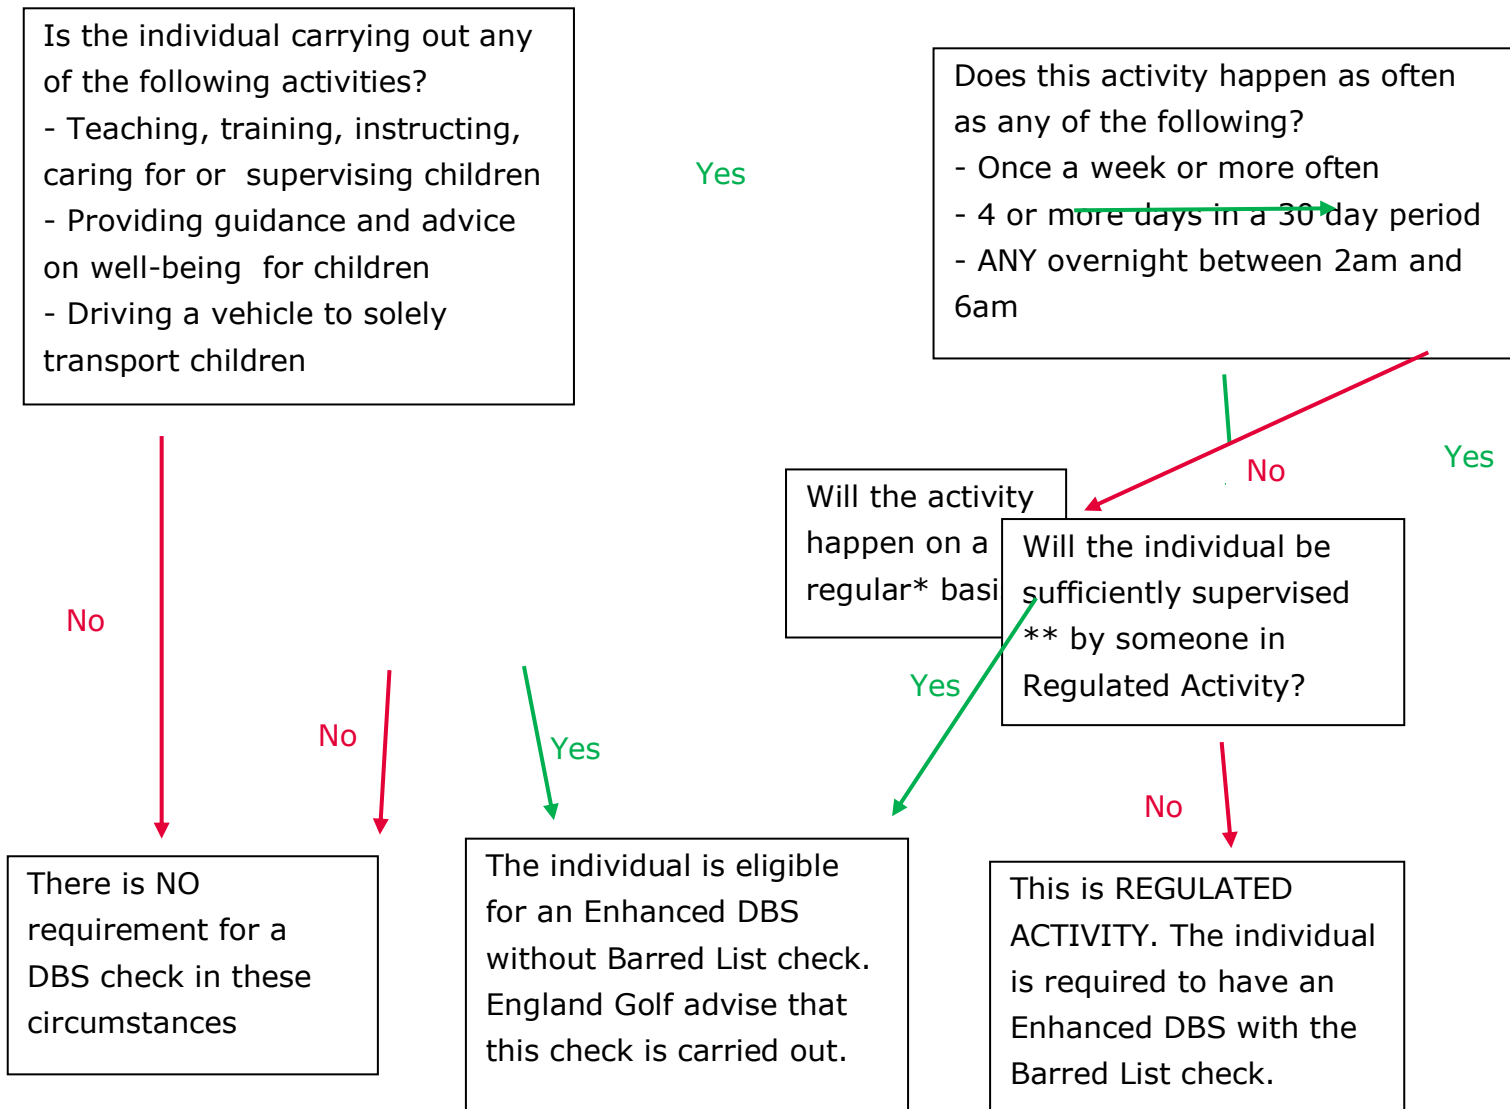 Is the individual carrying out any
of the following activities?
- Teaching, training, instructing,
caring for or  supervising children
- Providing guidance and advice
on well-being  for children
- Driving a vehicle to solely
transport children
Yes
Does this activity happen as often
as any of the following?
- Once a week or more often
- 4 or more days in a 30 day period
- ANY overnight between 2am and
6am
No
Yes
Will the activity
happen on a
regular* basi
Will the individual be
sufficiently supervised
** by someone in
Regulated Activity?
No
No
Yes
Yes
No
There is NO
requirement for a
DBS check in these
circumstances
The individual is eligible
for an Enhanced DBS
without Barred List check.
England Golf advise that
this check is carried out.
This is REGULATED
ACTIVITY. The individual
is required to have an
Enhanced DBS with the
Barred List check.